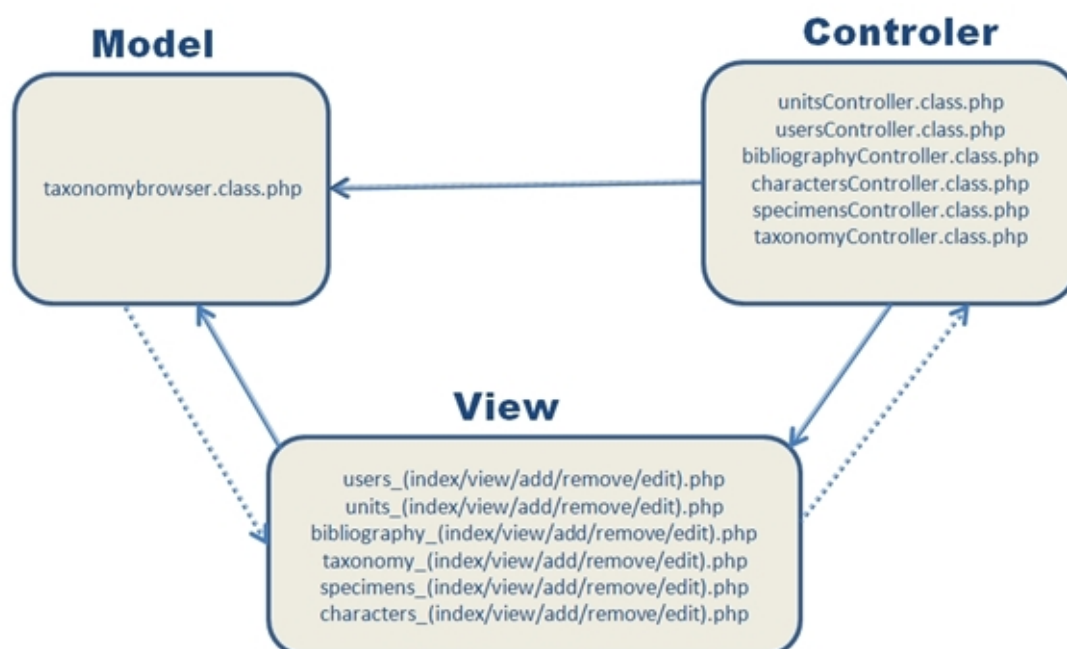 Model
taxonomybrowser.class.php
Controler
unitsController.class.php
usersController.class.php
bibliographyController.class.php
charactersController.class.php
specimensController.class.php
taxonomyController.class.php
View
users_(index/view/add/remove/edit).php
units_(index/view/add/remove/edit).php
bibliography_(index/view/add/remove/edit).php
taxonomy_(index/view/add/remove/edit).php
specimens_(index/view/add/remove/edit).php
characters_(index/view/add/remove/edit).php